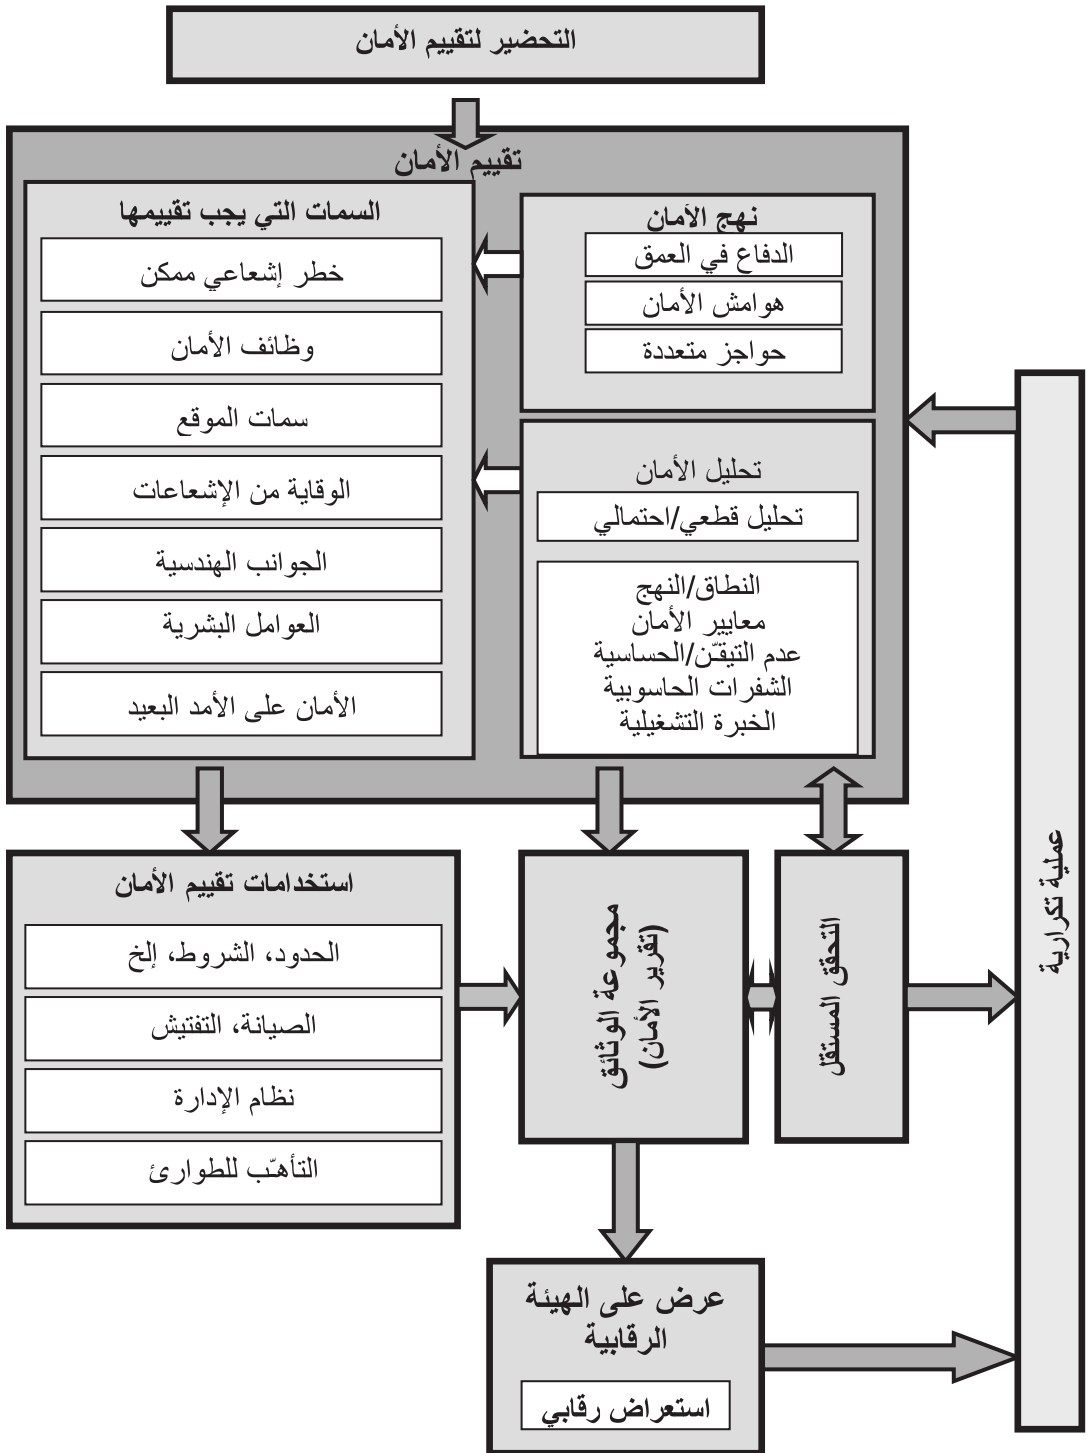 التحضير لتقييم الأمان
تقييم الأمان
نهج الأمان
الدفاع في العمق
هوامش الأمان
حواجز متعددة
تحليل الأمان
تحليل قطعي/احتمالي
النطاق/النهج
معايير الأمان
عدم التيقّن/الحساسية
الشفرات الحاسوبية
الخبرة التشغيلية
السمات التي يجب تقييمها
خطر إشعاعي ممكن
وظائف الأمان
سمات الموقع
الوقاية من الإشعاعات
الجوانب الهندسية
العوامل البشرية
الأمان على الأمد البعيد
عملية تكرارية
التحقق المستقل
مجموعة الوثائق
(تقرير الأمان)
استخدامات تقييم الأمان
الحدود، الشروط، إلخ
الصيانة، التفتيش
نظام الإدارة
التأهّب للطوارئ
عرض على الهيئة
الرقابية
استعراض رقابي